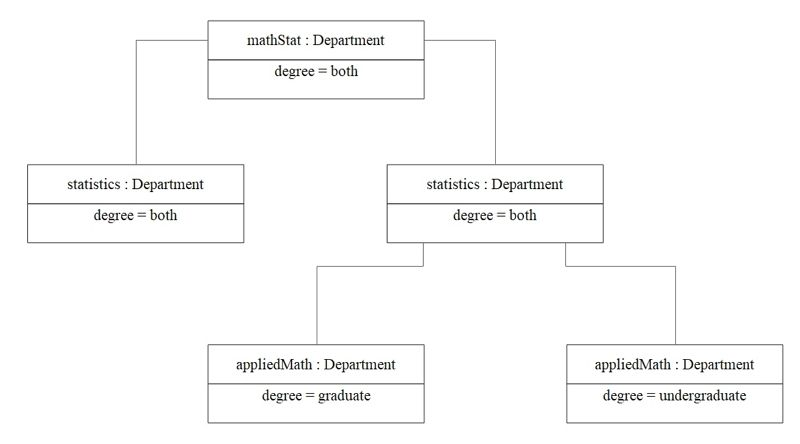 mathStat : Department
degree = both
statistics : Department
degree = both
statistics : Department
degree = both
appliedMath : Department
degree = graduate
appliedMath : Department
degree = undergraduate